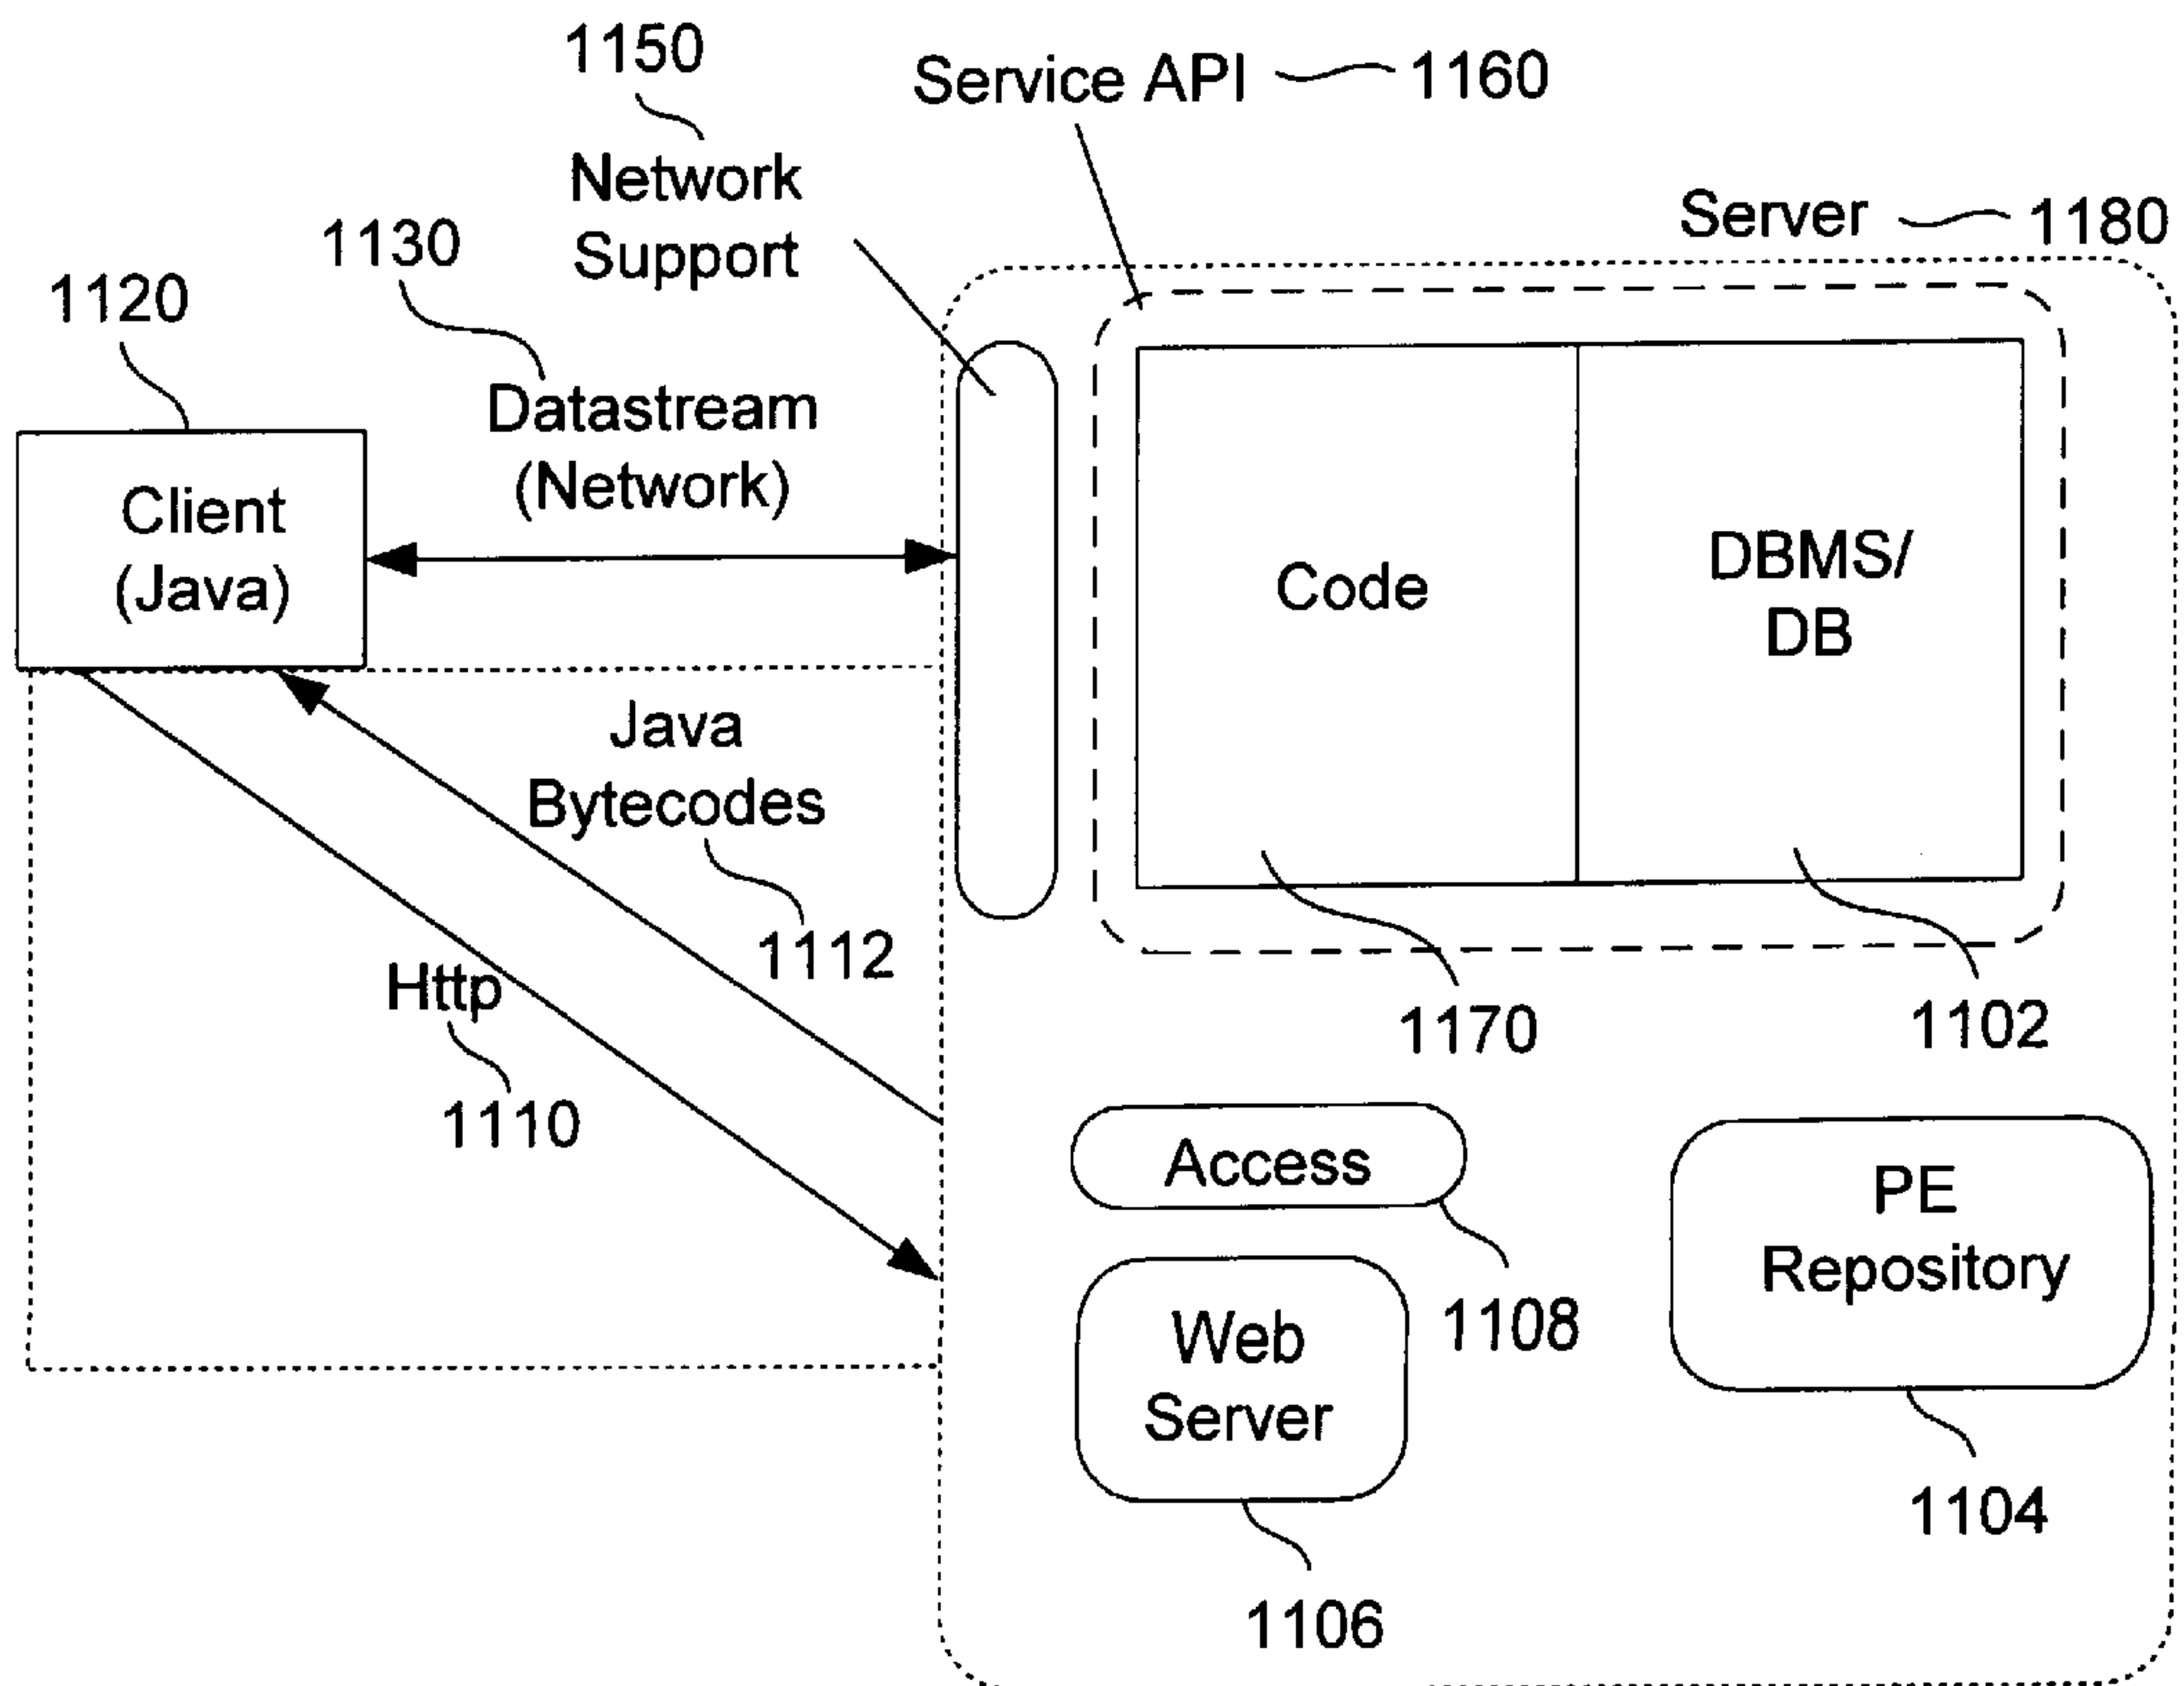 1150
Service API
1160
Network
Support
Server
1180
1130
1120
Datastream
(Network)
Client
(Java)
Code
DBMS/
DB
Java
Bytecodes
1112
Http
1110
1170
1102
Access
1108
PE
Repository
1104
Web
Server
1106